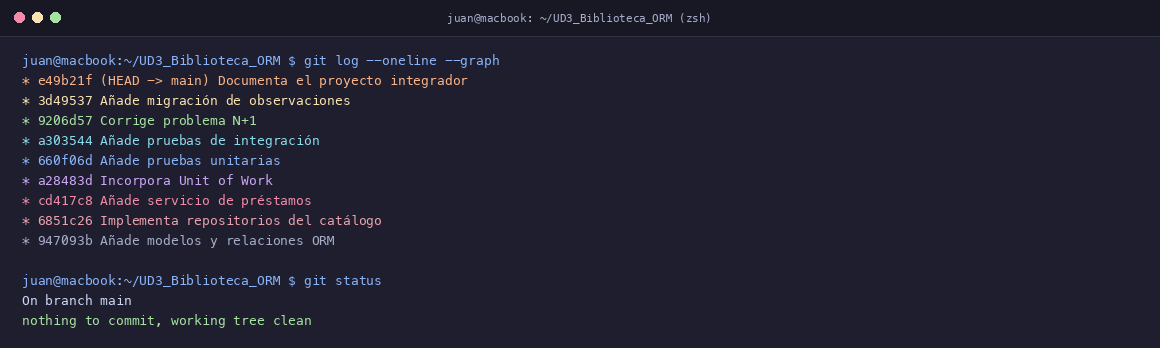 juan@macbook: ~/UD3_Biblioteca_ORM (zsh)
juan@macbook:~/UD3_Biblioteca_ORM $ git log --oneline --graph
* e49b21f (HEAD -> main) Documenta el proyecto integrador
* 3d49537 Añade migración de observaciones
* 9206d57 Corrige problema N+1
* a303544 Añade pruebas de integración
* 660f06d Añade pruebas unitarias
* a28483d Incorpora Unit of Work
* cd417c8 Añade servicio de préstamos
* 6851c26 Implementa repositorios del catálogo
* 947093b Añade modelos y relaciones ORM
juan@macbook:~/UD3_Biblioteca_ORM $ git status
On branch main
nothing to commit, working tree clean